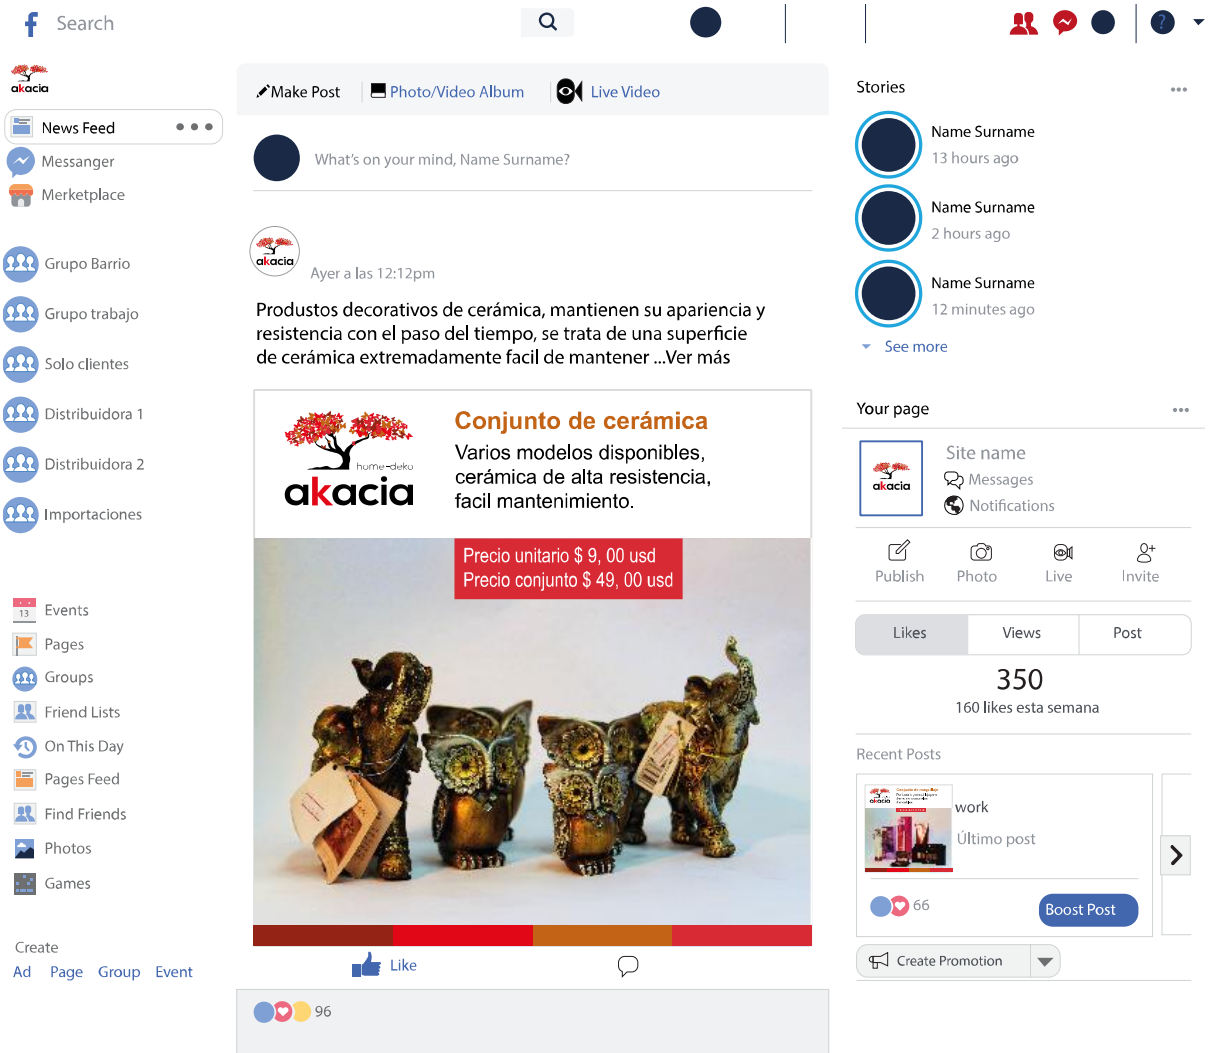 f Search
?
akacia
News Feed
Messanger
Merketplace
Grupo Barrio
Grupo trabajo
Solo clientes
Distribuidora 1
Distribuidora 2
Importaciones
13 Events
Pages
Groups
Friend Lists
On This Day
Pages Feed
Find Friends
Photos
Games
Create
Ad Page Group Event
Make Post Photo/Video Album Live Video
What's on your mind, Name Surname?
akacia
Ayer a las 12:12pm
Produstos decorativos de cerámica, mantienen su apariencia y
resistencia con el paso del tiempo, se trata de una superficie
de cerámica extremadamente facil de mantener ...Ver más
home-deko
akacia
Conjunto de cerámica
Varios modelos disponibles,
cerámica de alta resistencia,
facil mantenimiento.
Precio unitario $ 9, 00 usd
Precio conjunto $ 49, 00 usd
Like
96
Stories
Name Surname
13 hours ago
Name Surname
2 hours ago
Name Surname
12 minutes ago
See more
Your page
akacia
Site name
Messages
Notifications
Publish Photo Live Invite
Likes Views Post
350
160 likes esta semana
Recent Posts
akacia
Conjunto de maquillaje
work
Último post
66
Boost Post
Create Promotion